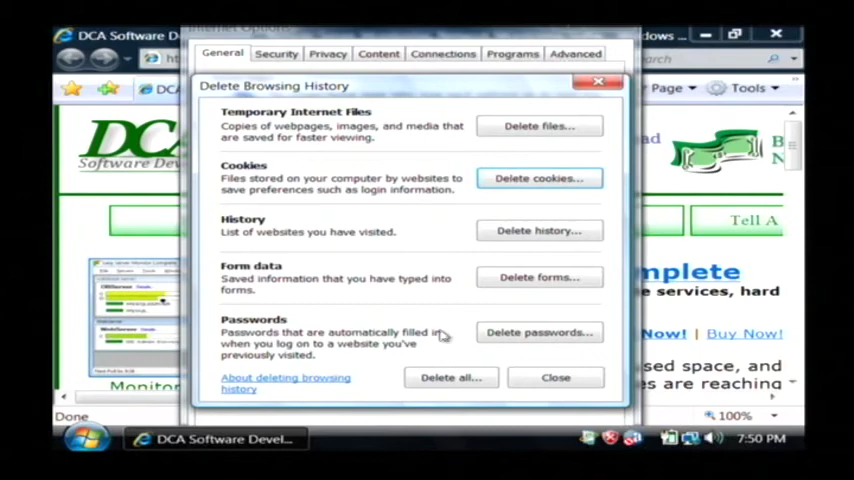 Internet Options
DCA Software D
ndows ...
General Security Privacy Content Connections Programs Advanced
Delete Browsing History
DCA
Page Tools
Temporary Internet Files
Copies of webpages, images, and media that
are saved for faster viewing.
Delete files...
DCA
Software Dev
Cookies
Files stored on your computer by websites to
save preferences such as login information.
Delete cookies...
History
List of websites you have visited.
Delete history...
Tell A
Form data
Saved information that you have typed into
forms.
Delete forms...
mplete
e services, hard
Passwords
Passwords that are automatically filled in
when you log on to a website you've
previously visited.
Delete passwords...
Now! | Buy Now!
sed space, and
es are reaching
About deleting browsing
history
Delete all...
Close
Monitor
Done
100%
DCA Software Devel...
7:50 PM